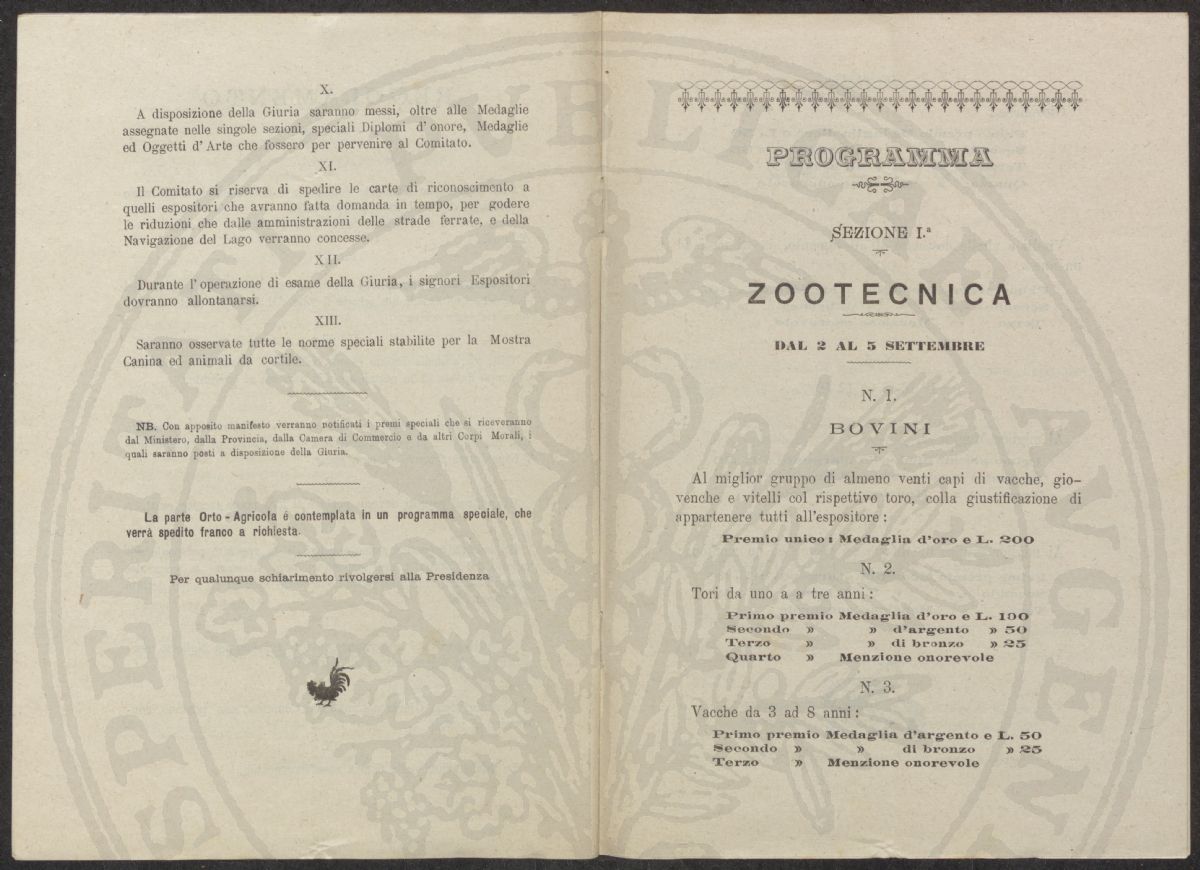 X.
A disposizione della Giuria saranno messi, oltre alle Medaglie
assegnate nelle singole sezioni, speciali Diplomi d' onore, Medaglie
ed Oggetti d' Arte che fossero per pervenire al Comitato.
XI.
Il Comitato si riserva di spedire le carte di riconoscimento a
quelli espositori che avranno fatta domanda in tempo, per godere
le riduzioni che dalle amministrazioni delle strade ferrate, e della
Navigazione del Lago verranno concesse.
XII.
Durante l' operazione di esame della Giuria, i signori Espositori
dovranno allontanarsi.
XIII.
Saranno osservate tutte le norme speciali stabilite per la Mostra
Canina ed animali da cortile.
NB. Con apposito manifesto verranno notificati i premi speciali che si riceveranno
dal Ministero, dalla Provincia, dalla Camera di Commercio e da altri Corpi Morali, i
quali saranno posti a disposizione della Giuria.
La parte Orto - Agricola é contemplata in un programma speciale, che
verrà spedito franco a richiesta.
Per qualunque schiarimento rivolgersi alla Presidenza
PROGRAMMA
SEZIONE I.ª
ZOOTECNICA
DAL 2 AL 5 SETTEMBRE
N. 1.
BOVINI
Al miglior gruppo di almeno venti capi di vacche, gio-
venche e vitelli col rispettivo toro, colla giustificazione di
appartenere tutti all'espositore :
Premio unico : Medaglia d'oro e L. 200
N. 2.
Tori da uno a a tre anni :
Primo premio Medaglia d'oro e L. 100
Secondo » » d'argento » 50
Terzo » » di bronzo » 25
Quarto » Menzione onorevole
N. 3.
Vacche da 3 ad 8 anni :
Primo premio Medaglia d'argento e L. 50
Secondo » » di bronzo » 25
Terzo » Menzione onorevole
SPERITATI PUBLICAE AVGEN